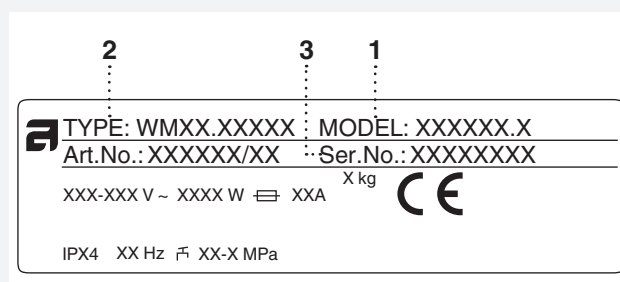 2 3 1
TYPE: WMXX.XXXXX MODEL: XXXXXX.X
Art.No.: XXXXXX/XX Ser.No.: XXXXXXXX
X kg
XXX-XXX V ~ XXXX W XXA CE
IPX4 XX Hz XX-X MPa